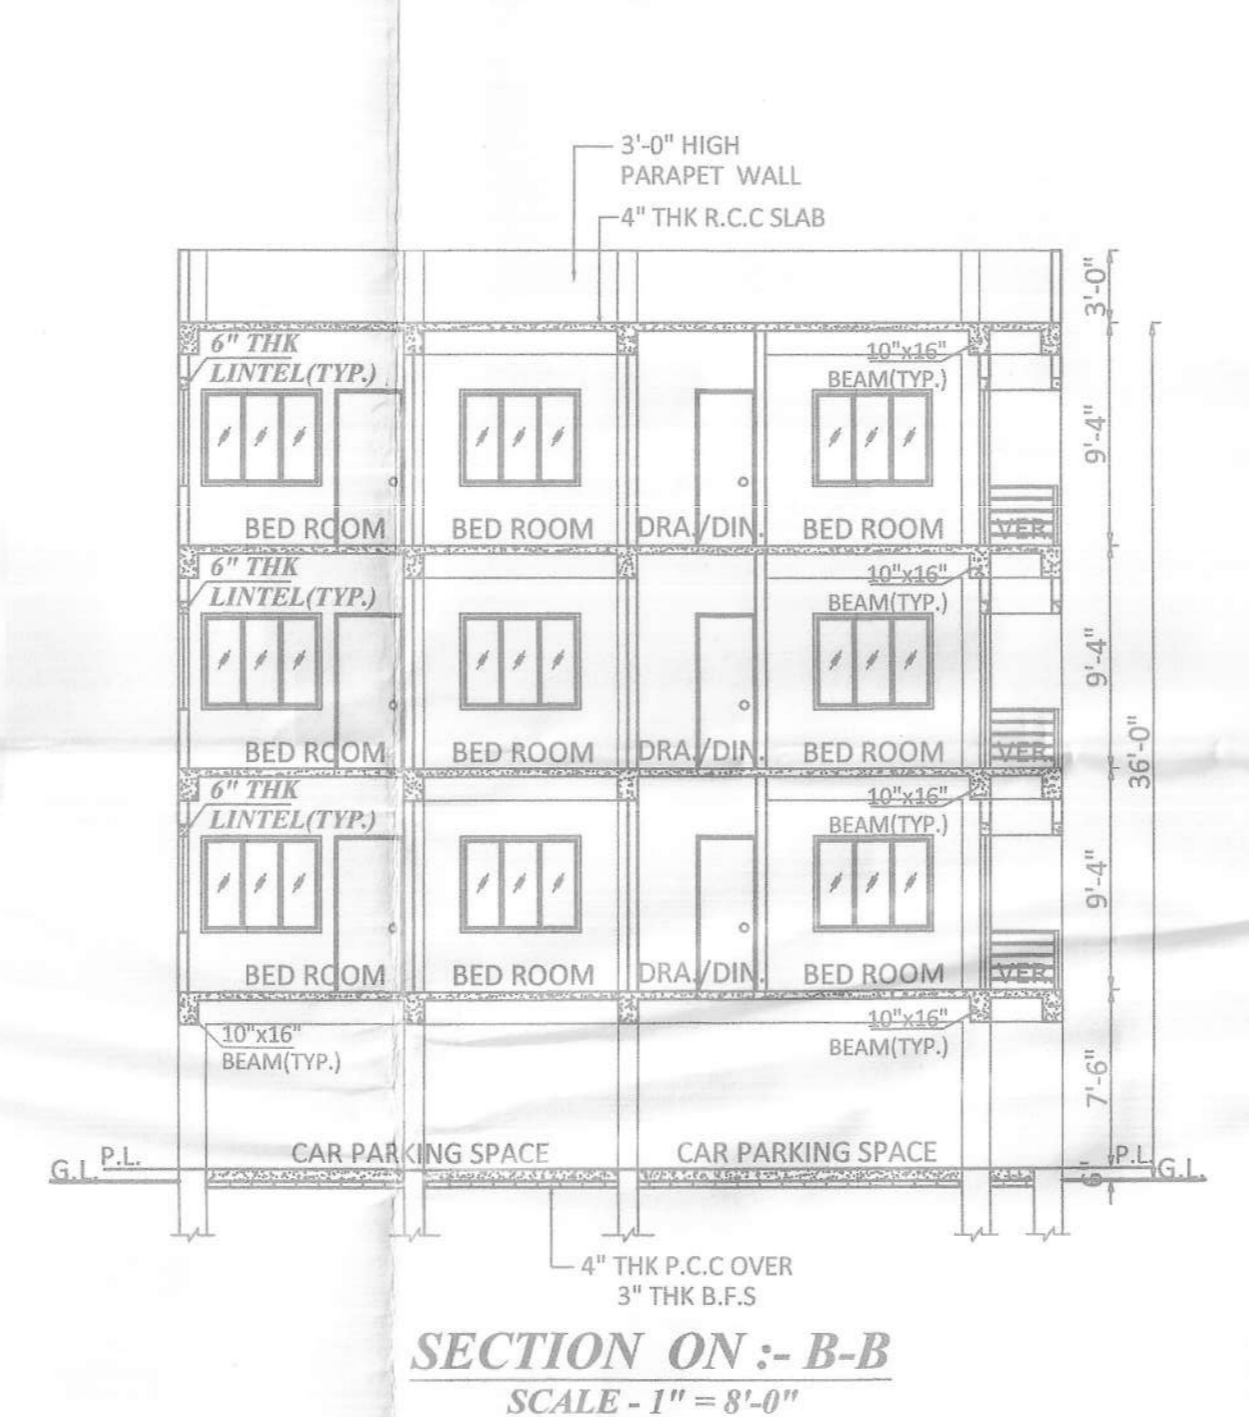 3'-0" HIGH
PARAPET WALL
4" THK R.C.C SLAB
3'-0"
6" THK
LINTEL(TYP.)
10"x16"
BEAM(TYP.)
9'-4"
BED ROOM
BED ROOM
DRA./DIN.
BED ROOM
VER.
6" THK
LINTEL(TYP.)
10"x16"
BEAM(TYP.)
9'-4"
BED ROOM
BED ROOM
DRA./DIN.
BED ROOM
VER.
36'-0"
6" THK
LINTEL(TYP.)
10"x16"
BEAM(TYP.)
9'-4"
BED ROOM
BED ROOM
DRA./DIN.
BED ROOM
VER.
10"x16"
BEAM(TYP.)
10"x16"
BEAM(TYP.)
7'-6"
CAR PARKING SPACE
CAR PARKING SPACE
G.L.
P.L.
P.L.
G.L.
4" THK P.C.C OVER
3" THK B.F.S
SECTION ON :- B-B
SCALE - 1" = 8'-0"